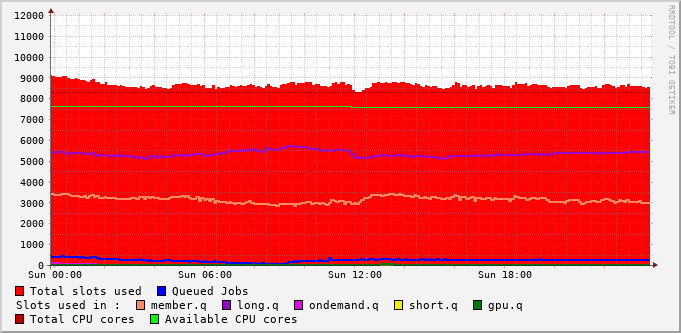 12000
11000
10000
9000
8000
7000
6000
5000
4000
3000
2000
1000
0
Sun 00:00 Sun 06:00 Sun 12:00 Sun 18:00
Total slots used Queued Jobs
Slots used in : member.q long.q ondemand.q short.q gpu.q
Total CPU cores Available CPU cores
RRDTOOL / TOBI OETIKER